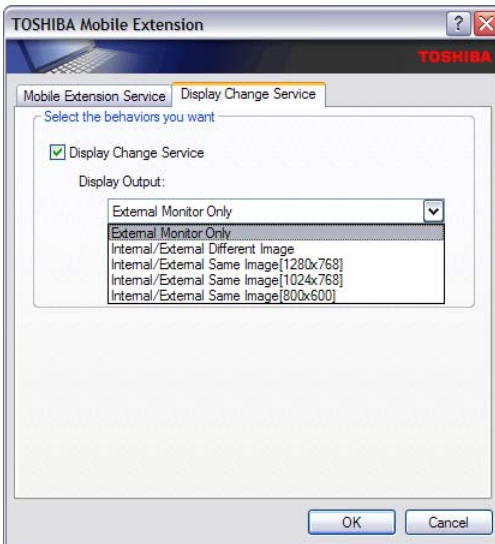 TOSHIBA Mobile Extension
TOSHIBA
Mobile Extension Service
Display Change Service
Select the behaviors you want
Display Change Service
Display Output:
External Monitor Only
External Monitor Only
Internal/External Different Image
Internal/External Same Image[1280x768]
Internal/External Same Image[1024x768]
Internal/External Same Image[800x600]
OK
Cancel